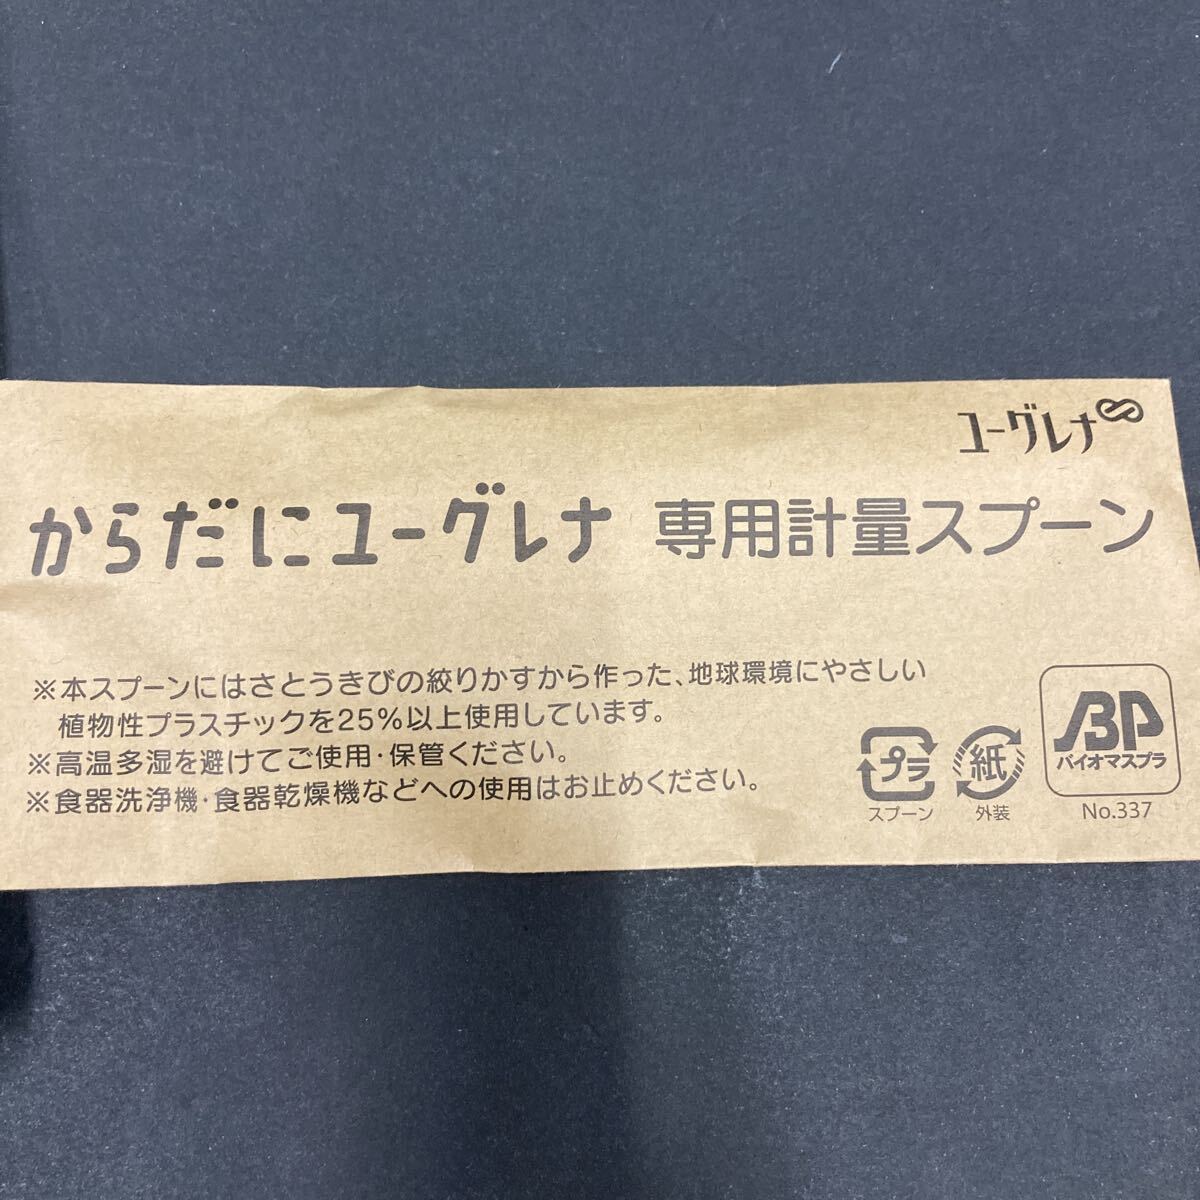 ユーグレナ
からだにユーグレナ 専用計量スプーン
※本スプーンにはさとうきびの絞りかすから作った、地球環境にやさしい
植物性プラスチックを25%以上使用しています。
※高温多湿を避けてご使用・保管ください。
※食器洗浄機・食器乾燥機などへの使用はお止めください。
プラ
スプーン
紙
外装
BP
バイオマスプラ
No.337